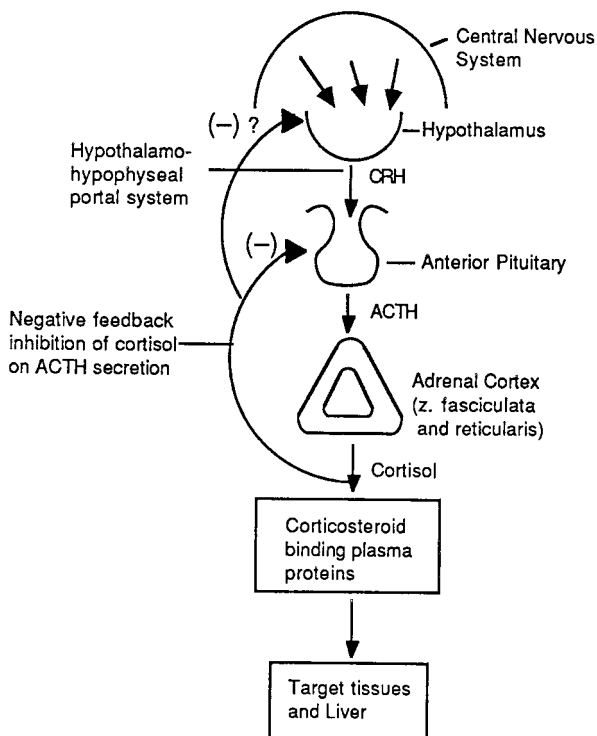 Central Nervous
System
(–) ?
Hypothalamus
Hypothalamo-
hypophyseal
portal system
CRH
(–)
Anterior Pituitary
ACTH
Negative feedback
inhibition of cortisol
on ACTH secretion
Adrenal Cortex
(z. fasciculata
and reticularis)
Cortisol
Corticosteroid
binding plasma
proteins
Target tissues
and Liver